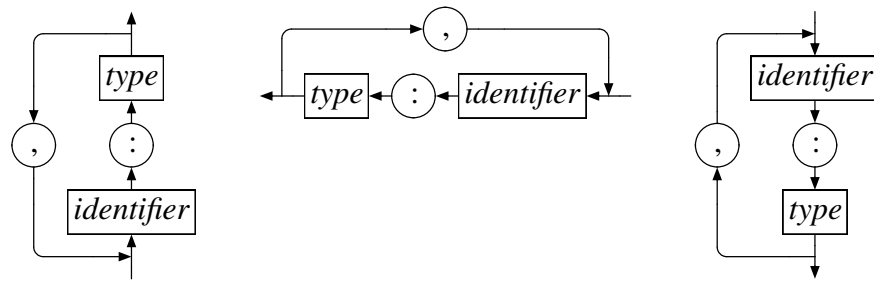 type
,
:
identifier
,
type : identifier
identifier
,
:
type